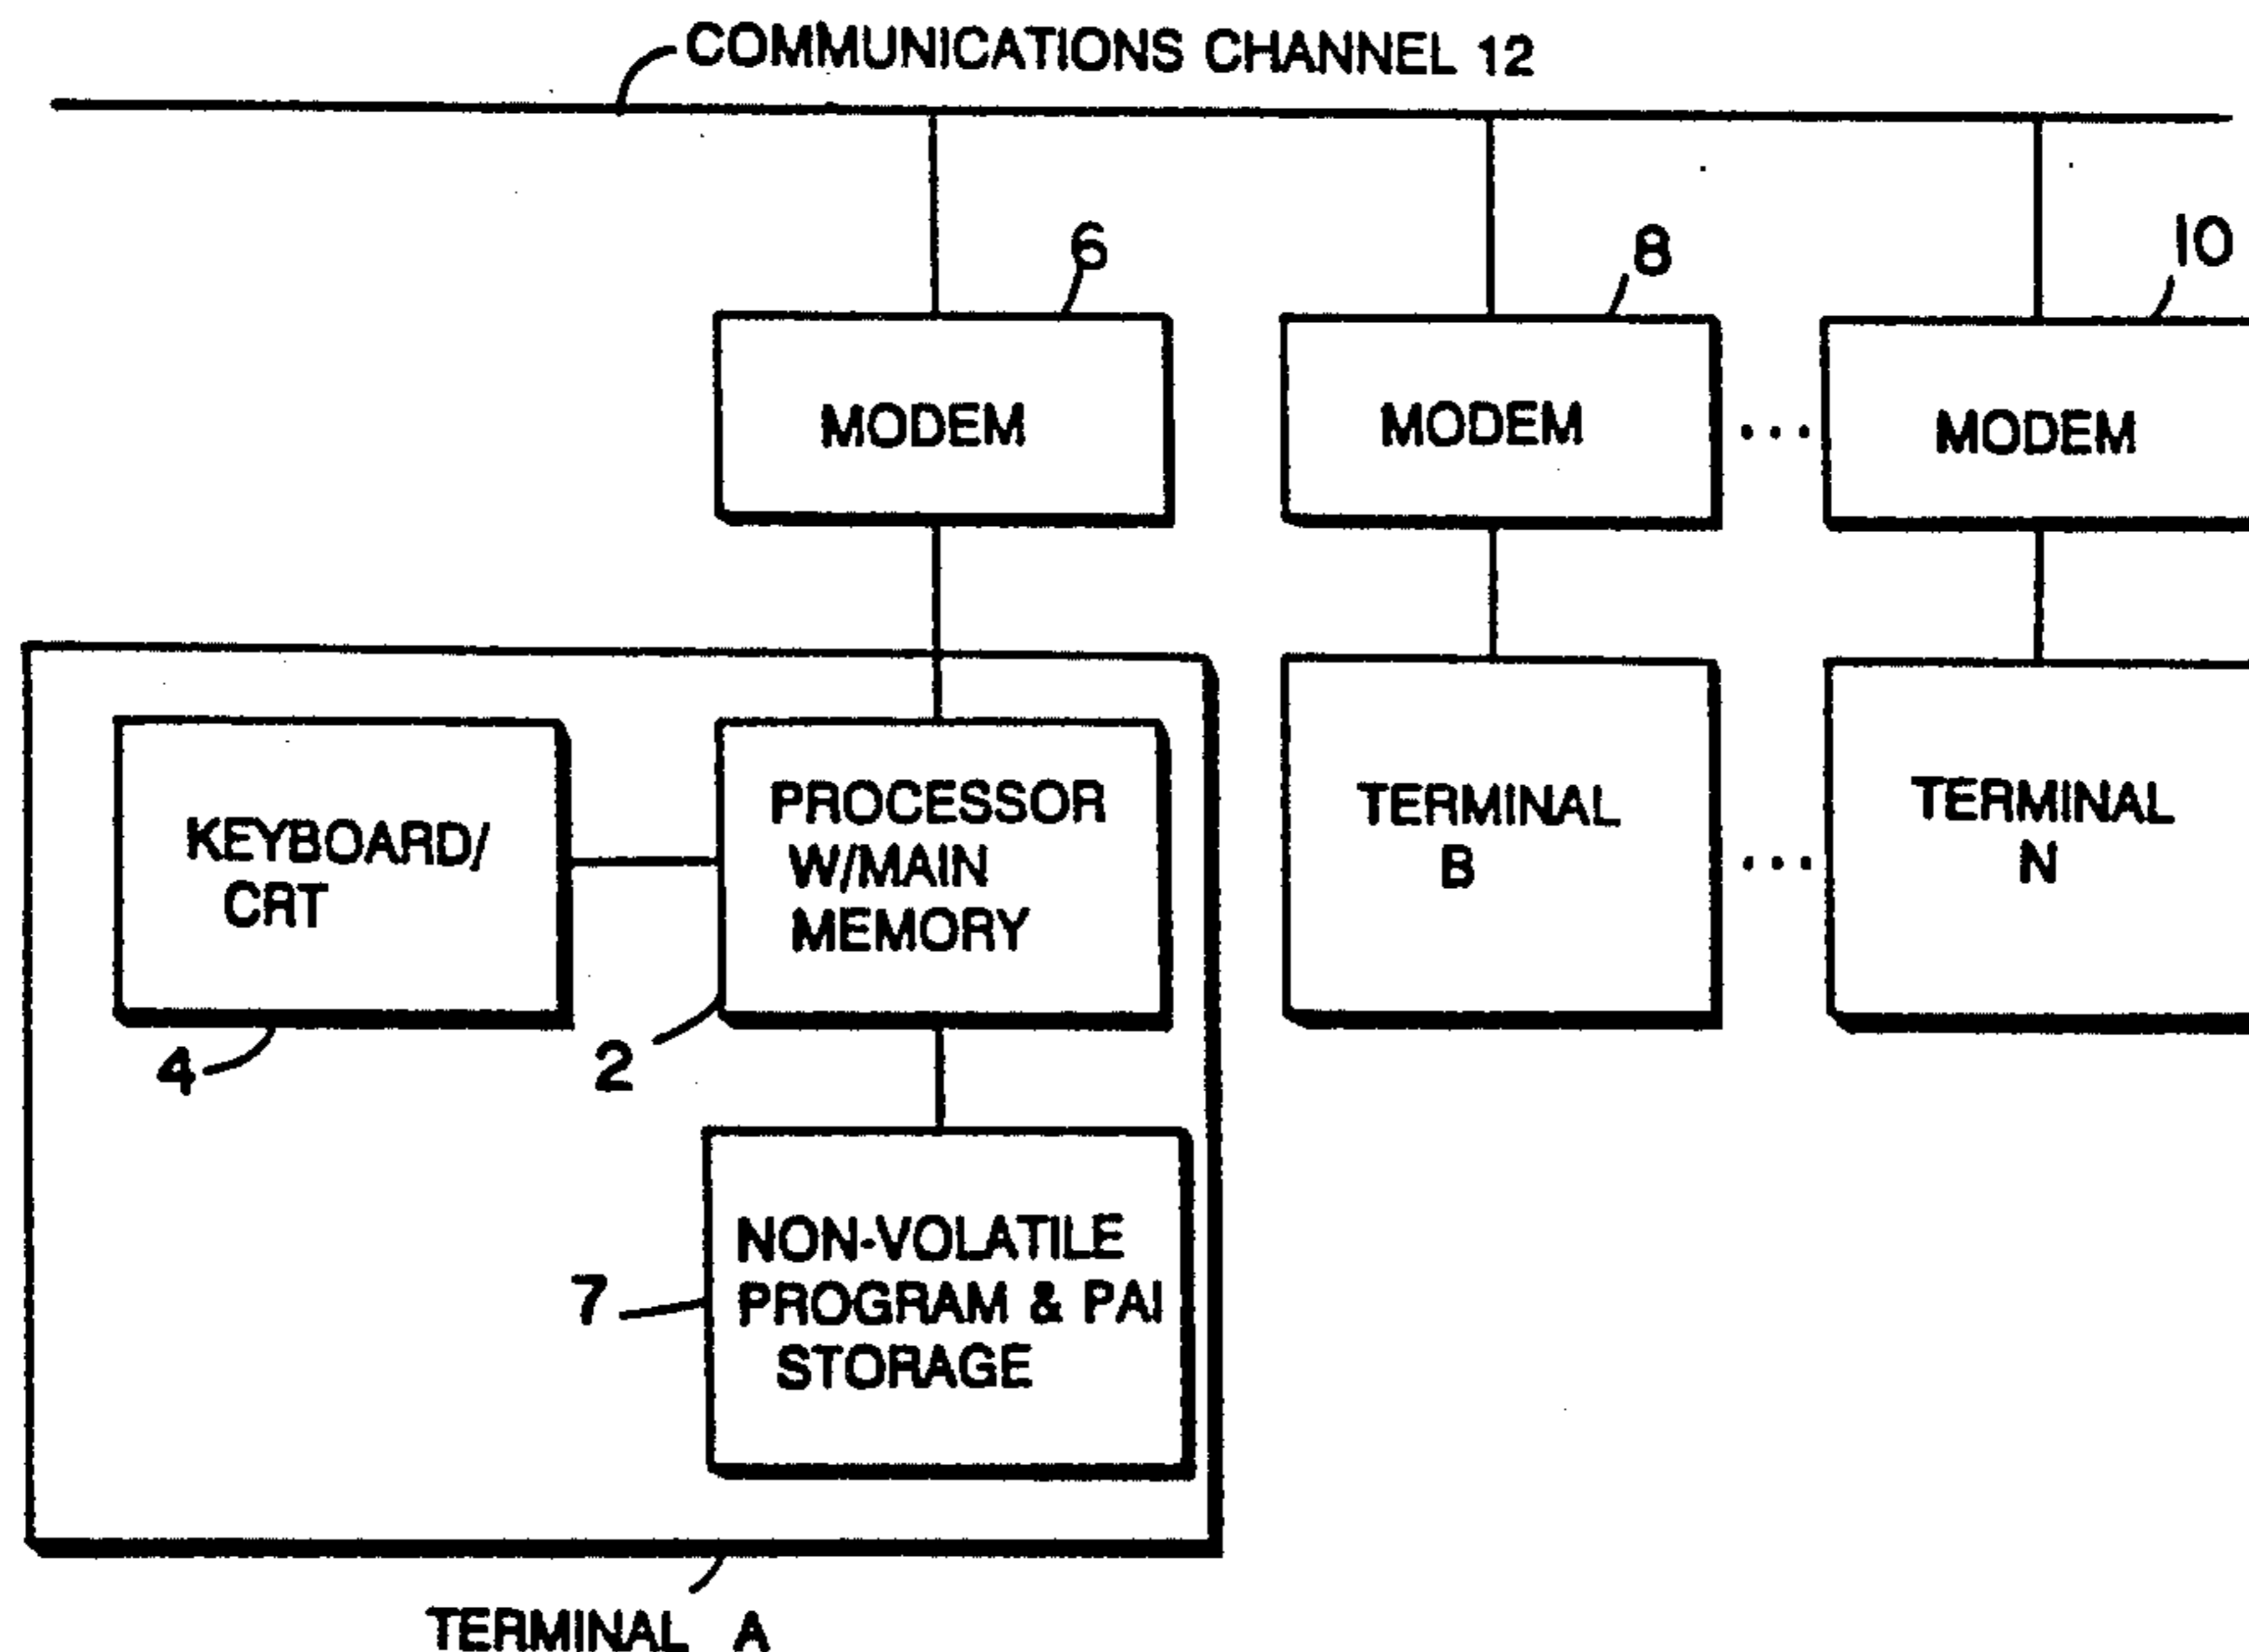 COMMUNICATIONS CHANNEL 12
6
8
10
MODEM
MODEM
...
MODEM
KEYBOARD/
CRT
4
PROCESSOR
W/MAIN
MEMORY
2
TERMINAL
B
...
TERMINAL
N
7
NON-VOLATILE
PROGRAM & PAI
STORAGE
TERMINAL A